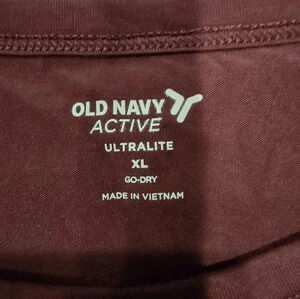 OLD NAVY
ACTIVE
ULTRALITE
XL
GO-DRY
MADE IN VIETNAM